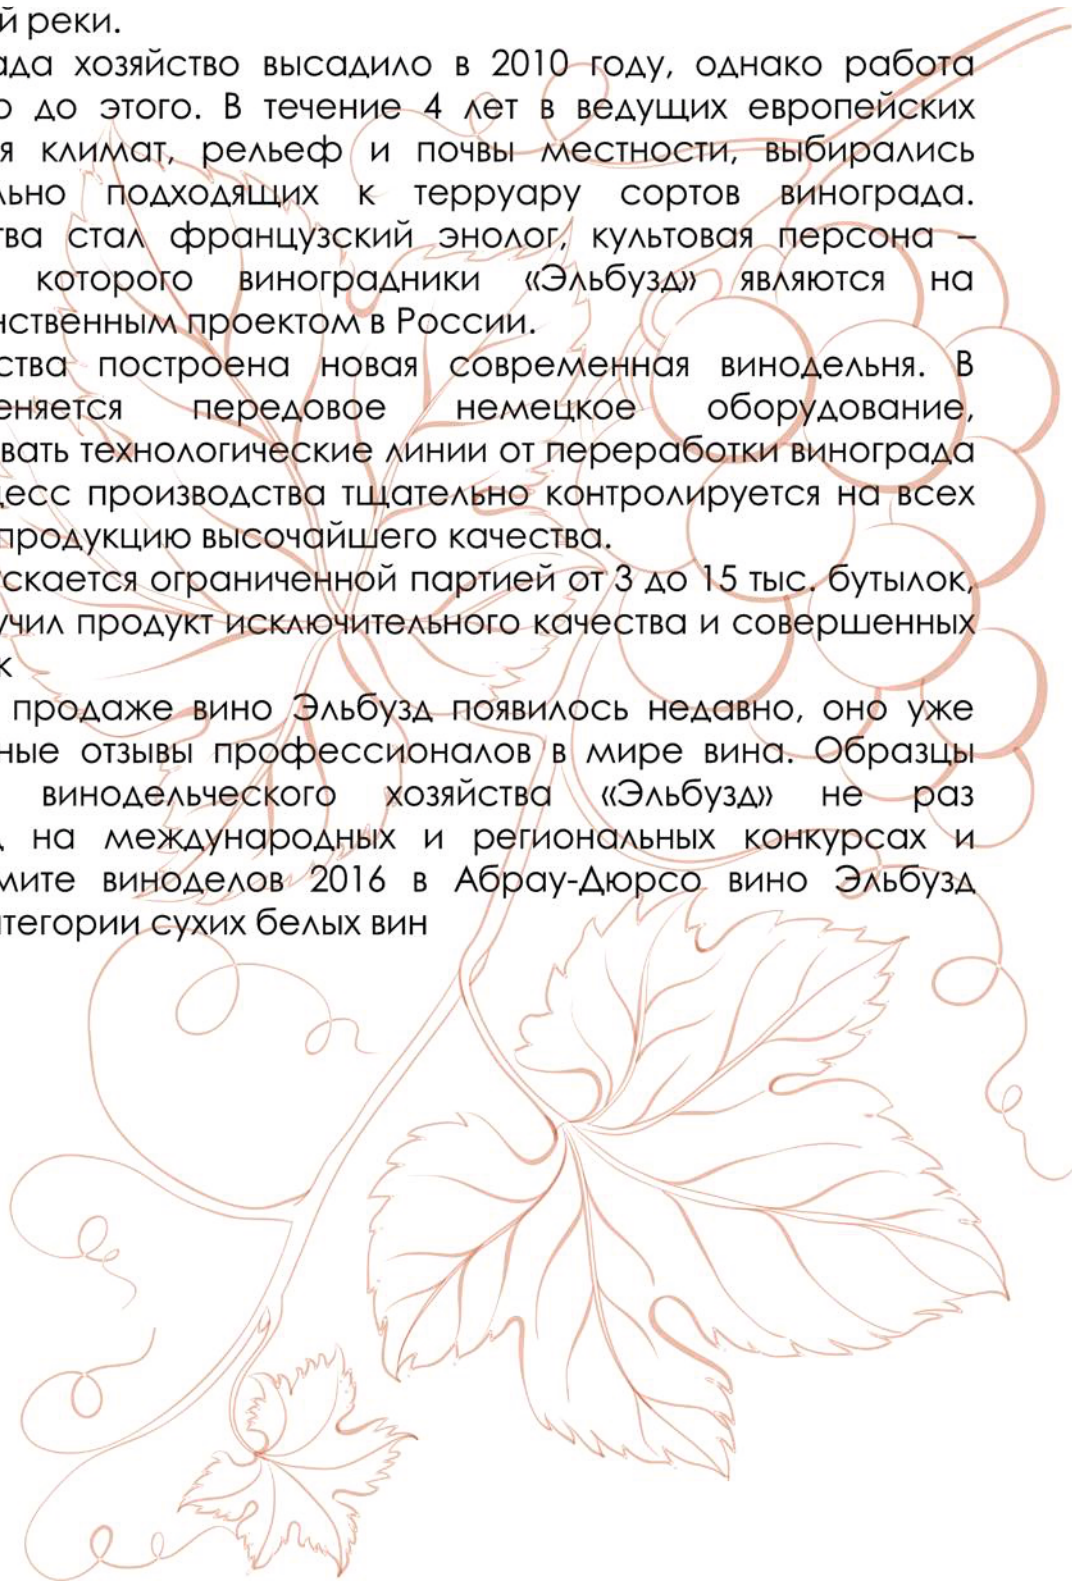 й реки.
ада хозяйство высадило в 2010 году, однако работа
о до этого. В течение 4 лет в ведущих европейских
я климат, рельеф и почвы местности, выбирались
льно подходящих к терруару сортов винограда.
тва стал французский энолог, культовая персона –
которого виноградники «Эльбузд» являются на
нственным проектом в России.
ства построена новая современная винодельня. В
еняется передовое немецкое оборудование,
вать технологические линии от переработки винограда
цесс производства тщательно контролируется на всех
продукцию высочайшего качества.
ускается ограниченной партией от 3 до 15 тыс. бутылок,
учил продукт исключительного качества и совершенных
к
продаже вино Эльбузд появилось недавно, оно уже
ные отзывы профессионалов в мире вина. Образцы
винодельческого хозяйства «Эльбузд» не раз
д на международных и региональных конкурсах и
мите виноделов 2016 в Абрау-Дюрсо вино Эльбузд
тегории сухих белых вин